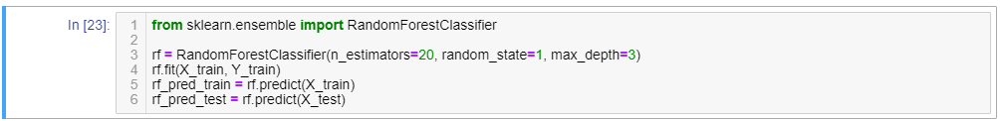 In [23]:
1 from sklearn.ensemble import RandomForestClassifier
2
3 rf = RandomForestClassifier(n_estimators=20, random_state=1, max_depth=3)
4 rf.fit(X_train, Y_train)
5 rf_pred_train = rf.predict(X_train)
6 rf_pred_test = rf.predict(X_test)